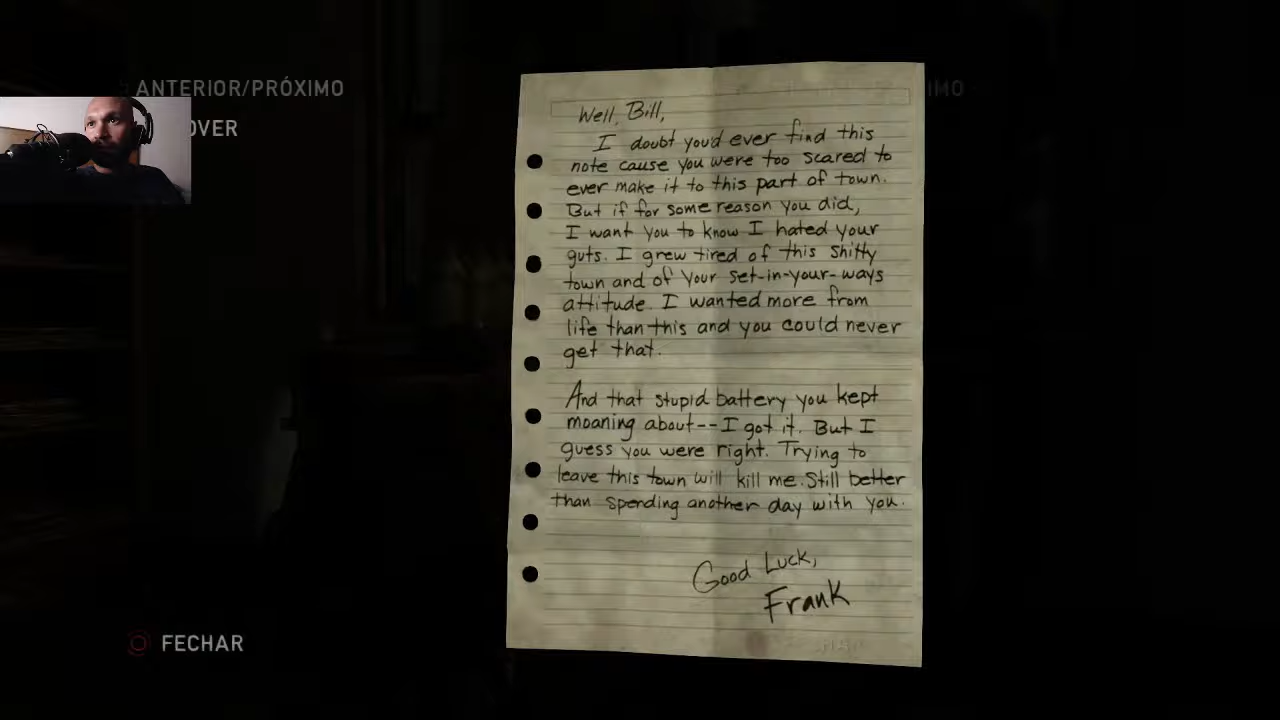 ANTERIOR/PRÓXIMO
IMO
OVER
Well, Bill,
I doubt you'd ever find this
note cause you were too scared to
ever make it to this part of town.
But if for some reason you did,
I want you to know I hated your
guts. I grew tired of this shitty
town and of your set-in-your-ways
attitude. I wanted more from
life than this and you could never
get that.
And that stupid battery you kept
moaning about--I got it. But I
guess you were right. Trying to
leave this town will kill me. Still better
than spending another day with you.
Good Luck,
Frank
FECHAR